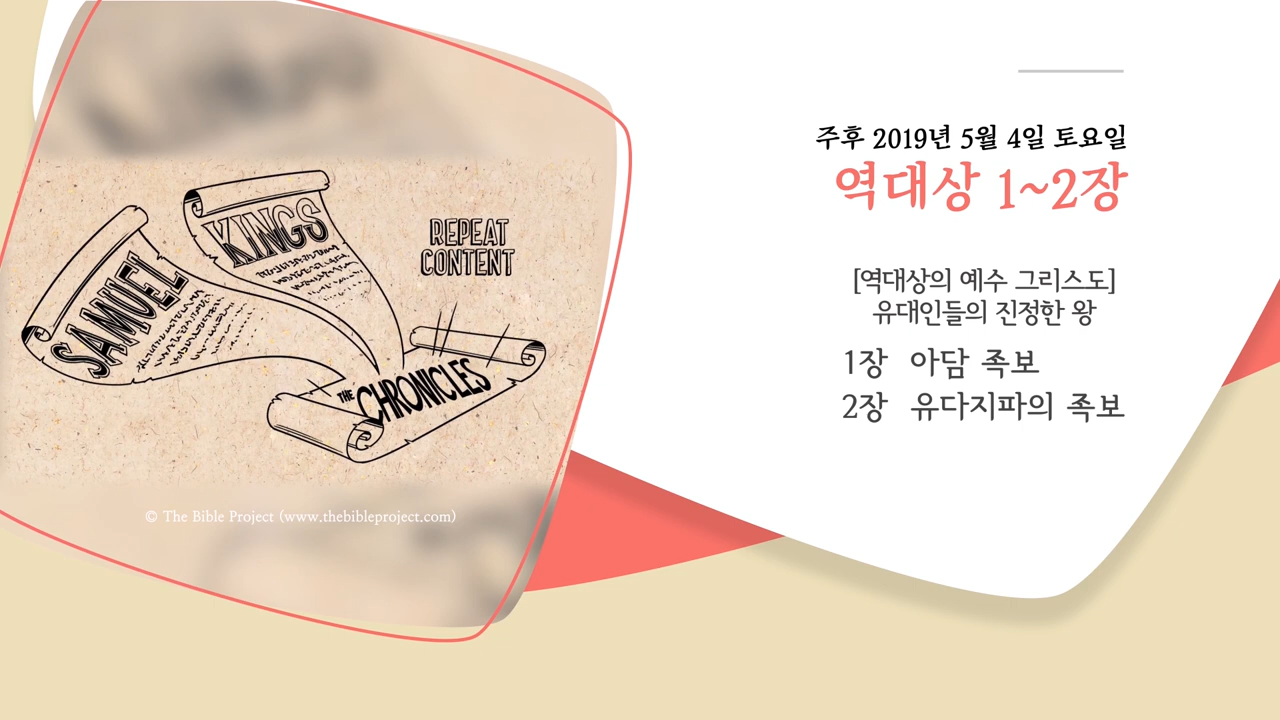 SAMUEL
KINGS
REPEAT
CONTENT
THE CHRONICLES
© The Bible Project (www.thebibleproject.com)
주후 2019년 5월 4일 토요일
역대상 1~2장
[역대상의 예수 그리스도]
유대인들의 진정한 왕
1장 아담 족보
2장 유다지파의 족보